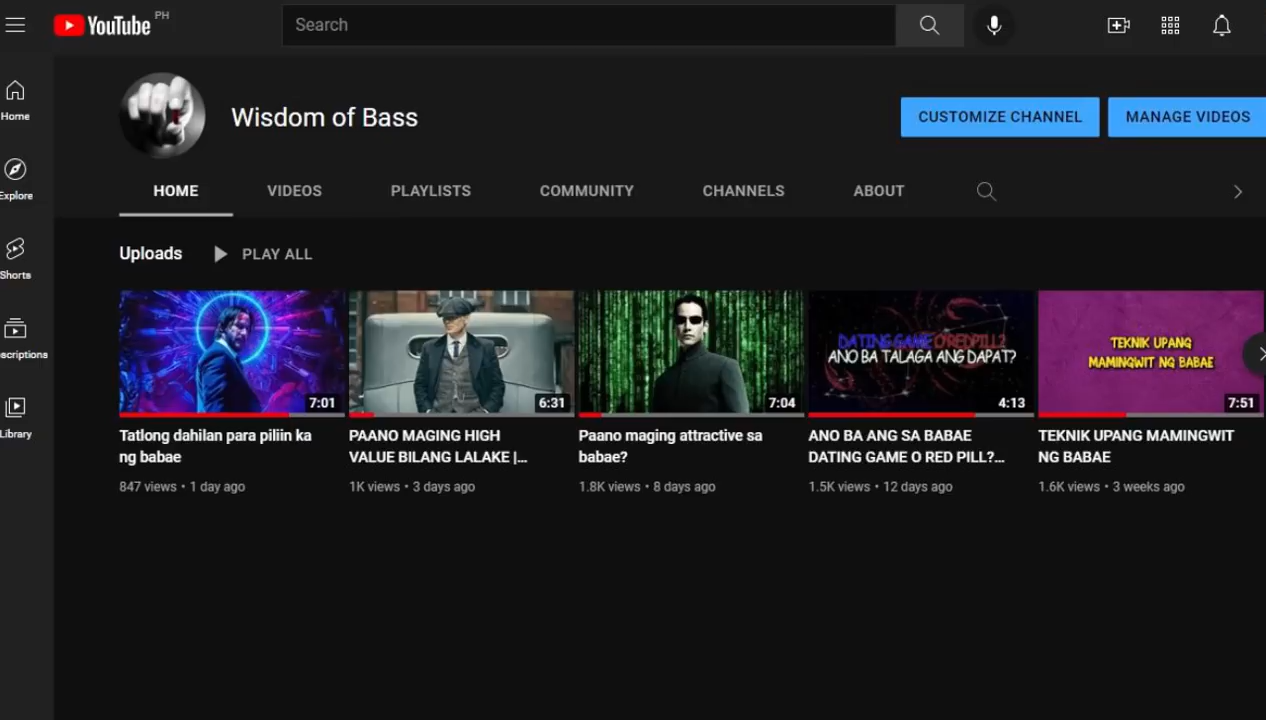 YouTube PH
Search
Home
Explore
Shorts
scriptions
Library
Wisdom of Bass
CUSTOMIZE CHANNEL
MANAGE VIDEOS
HOME VIDEOS PLAYLISTS COMMUNITY CHANNELS ABOUT
Uploads PLAY ALL
7:01
Tatlong dahilan para piliin ka
ng babae
847 views • 1 day ago
6:31
PAANO MAGING HIGH
VALUE BILANG LALAKE |...
1K views • 3 days ago
7:04
Paano maging attractive sa
babae?
1.8K views • 8 days ago
DATING GAME O REDPILL?
ANO BA TALAGA ANG DAPAT?
4:13
ANO BA ANG SA BABAE
DATING GAME O RED PILL?...
1.5K views • 12 days ago
TEKNIK UPANG
MAMINGWIT NG BABAE
7:51
TEKNIK UPANG MAMINGWIT
NG BABAE
1.6K views • 3 weeks ago